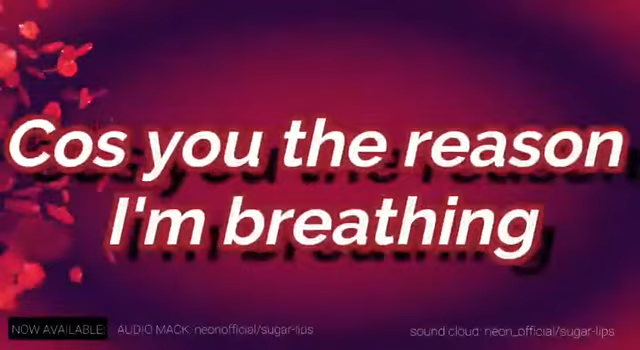 Cos you the reason
I'm breathing
NOW AVAILABLE: AUDIO MACK: neonofficial/sugar-lips sound cloud: neon_official/sugar-lips